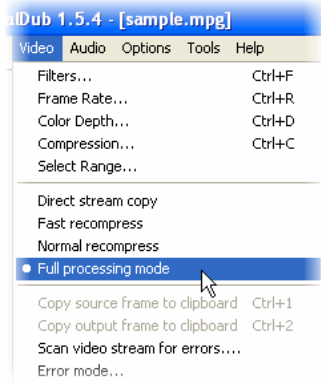 alDub 1.5.4 - [sample.mpg]
Video Audio Options Tools Help
Filters... Ctrl+F
Frame Rate... Ctrl+R
Color Depth... Ctrl+D
Compression... Ctrl+C
Select Range...
Direct stream copy
Fast recompress
Normal recompress
Full processing mode
Copy source frame to clipboard Ctrl+1
Copy output frame to clipboard Ctrl+2
Scan video stream for errors....
Error mode...